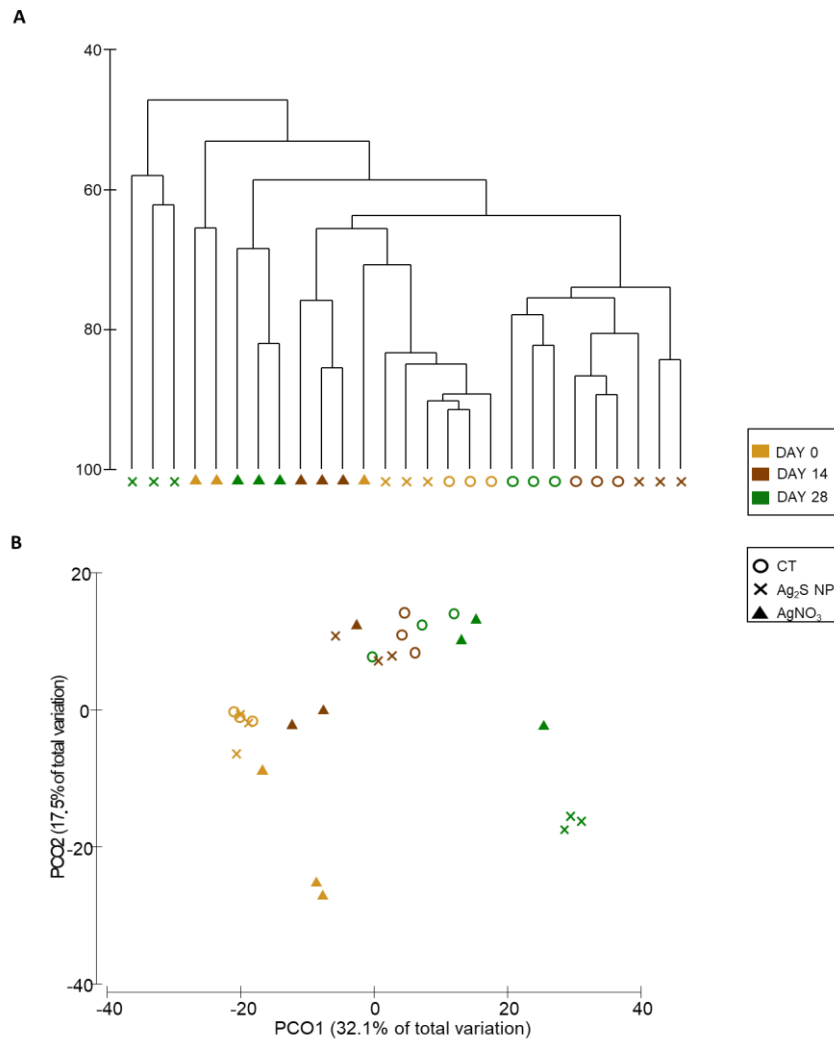 A
40
60
80
100
DAY 0
DAY 14
DAY 28
B
CT
Ag₂S NP
AgNO₃
20
0
-20
-40
PCO2 (17,5% of total variation)
-40
-20
0
20
40
PCO1 (32.1% of total variation)